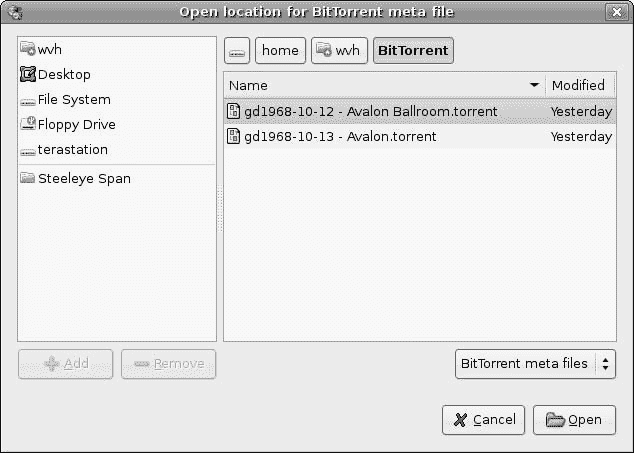 Open location for BitTorrent meta file
wvh
Desktop
File System
Floppy Drive
terastation
Steeleye Span
home
wvh
BitTorrent
Name
Modified
gd1968-10-12 - Avalon Ballroom.torrent
Yesterday
gd1968-10-13 - Avalon.torrent
Yesterday
Add
Remove
BitTorrent meta files
Cancel
Open